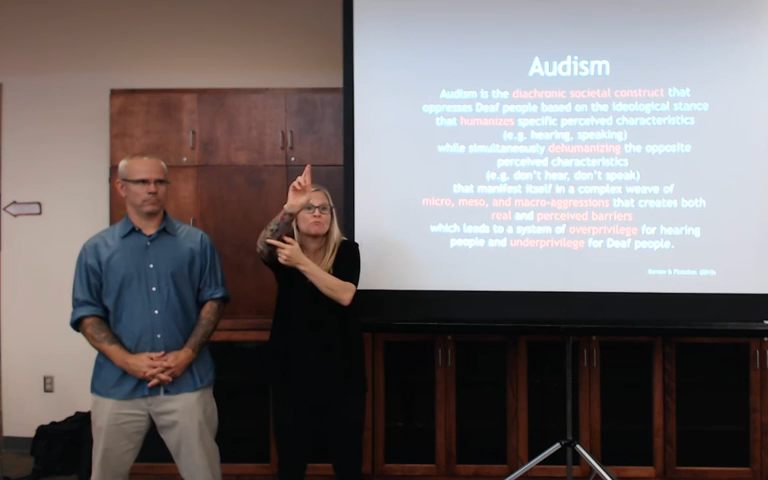 Audism
Audism is the diachronic societal construct that
oppresses Deaf people based on the ideological stance
that humanizes specific perceived characteristics
(e.g. hearing, speaking)
while simultaneously dehumanizing the opposite
perceived characteristics
(e.g. don't hear, don't speak)
that manifest itself in a complex weave of
micro, meso, and macro-aggressions that creates both
real and perceived barriers
which leads to a system of overprivilege for hearing
people and underprivilege for Deaf people.